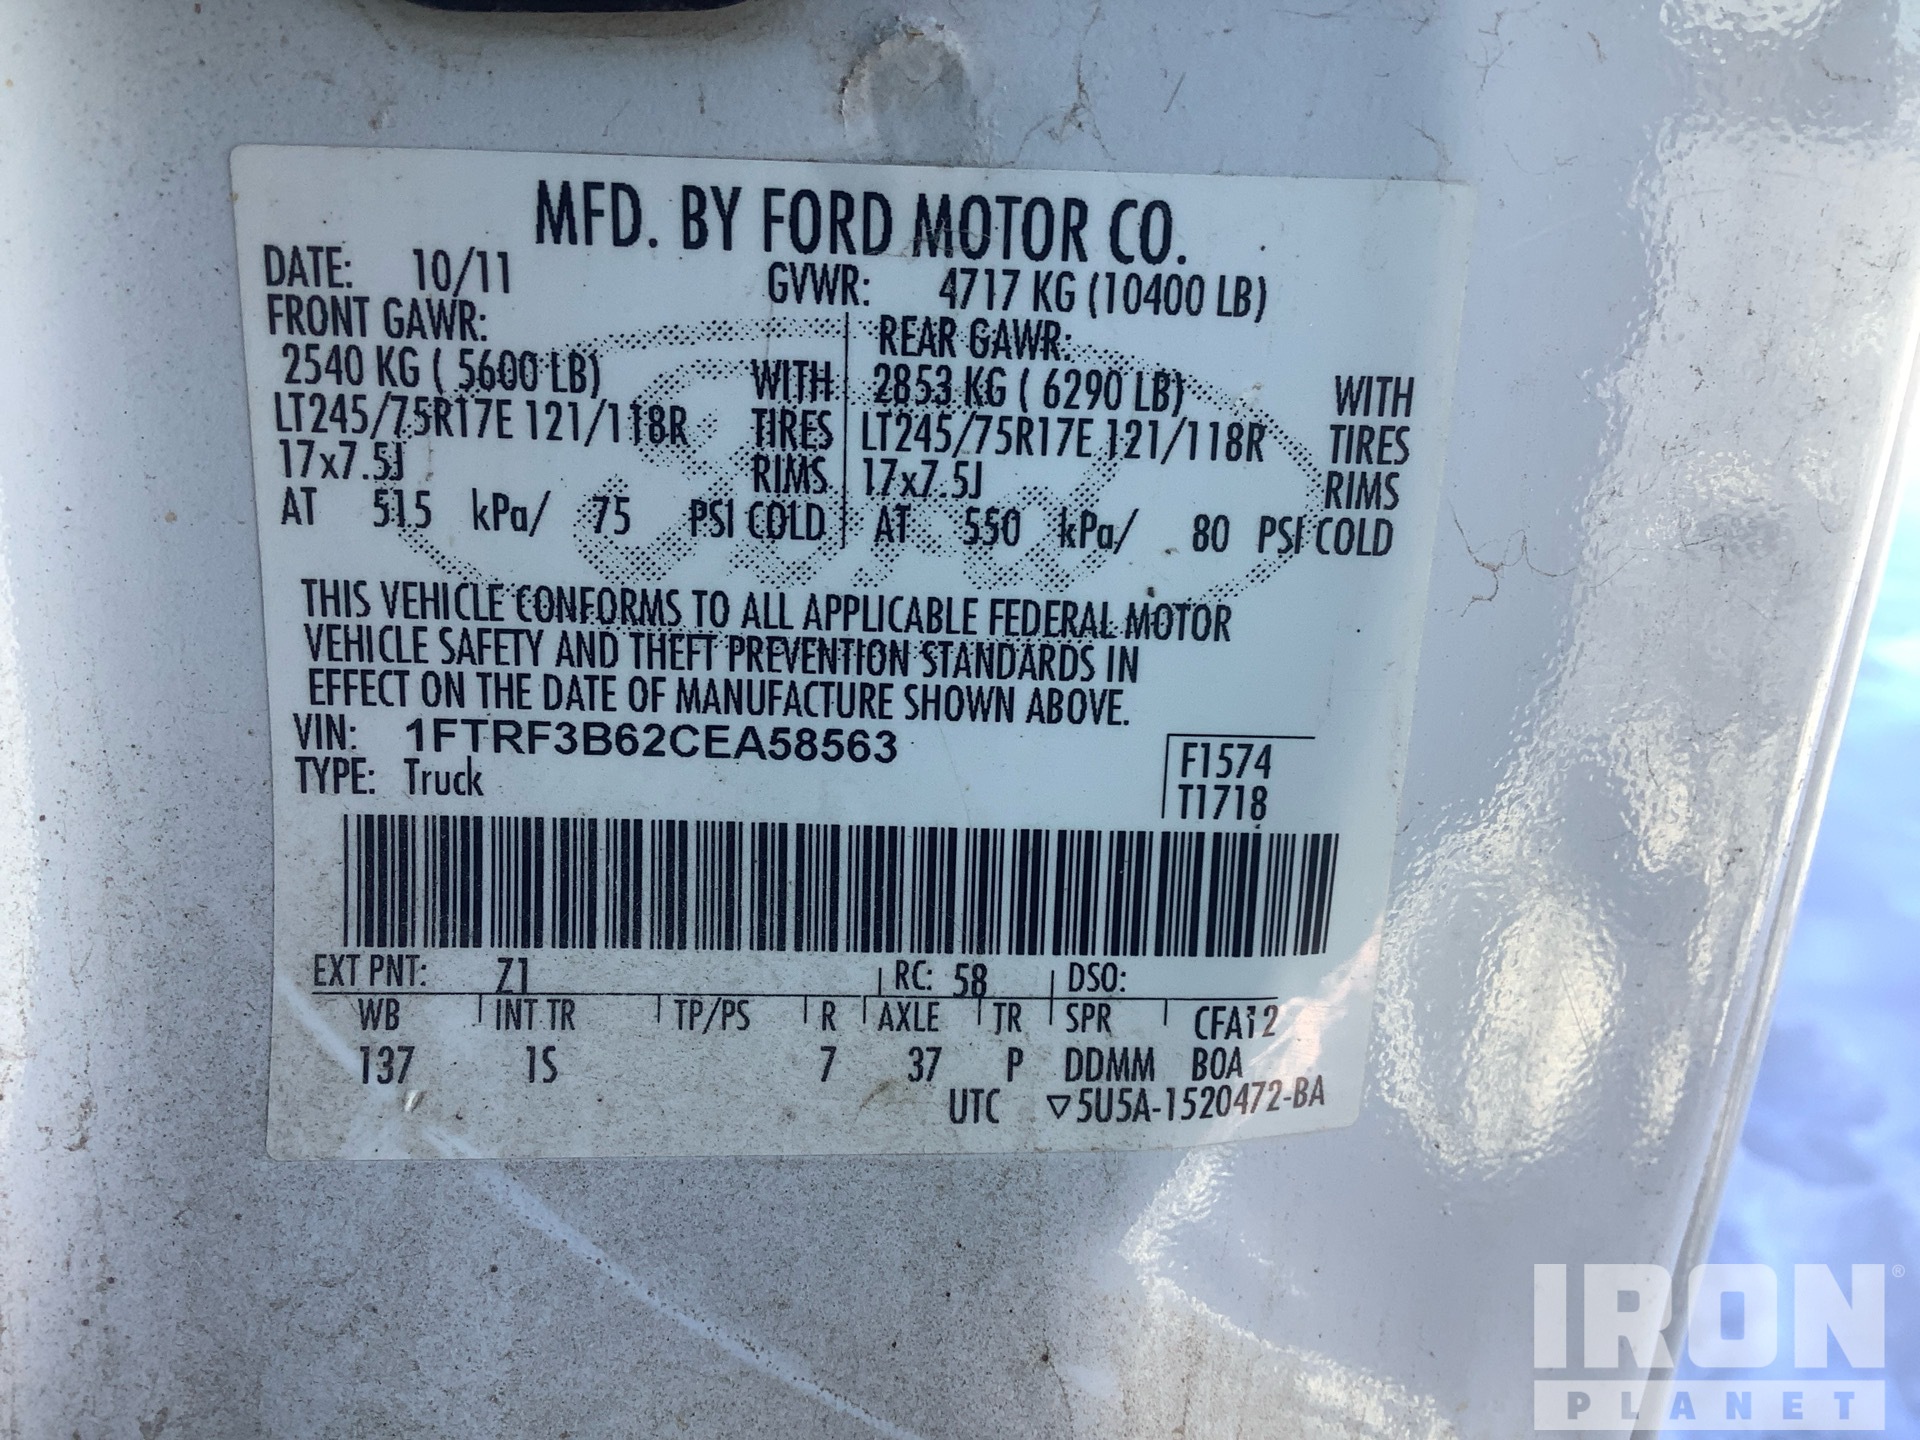 MFD. BY FORD MOTOR CO.
DATE: 10/11 GVWR: 4717 KG (10400 LB)
FRONT GAWR: REAR GAWR:
2540 KG ( 5600 LB) WITH 2853 KG ( 6290 LB) WITH
LT245/75R17E 121/118R TIRES LT245/75R17E 121/118R TIRES
17x7.5J RIMS 17x7.5J RIMS
AT 515 kPa/ 75 PSI COLD AT 550 kPa/ 80 PSI COLD
THIS VEHICLE CONFORMS TO ALL APPLICABLE FEDERAL MOTOR
VEHICLE SAFETY AND THEFT PREVENTION STANDARDS IN
EFFECT ON THE DATE OF MANUFACTURE SHOWN ABOVE.
VIN: 1FTRF3B62CEA58563
TYPE: Truck
F1574
T1718
EXT PNT: Z1 RC: 58 DSO:
WB INT TR TP/PS R AXLE TR SPR CFA12
137 1S 7 37 P DDMM BOA
UTC ▽5U5A-1520472-BA
IRON®
PLANET